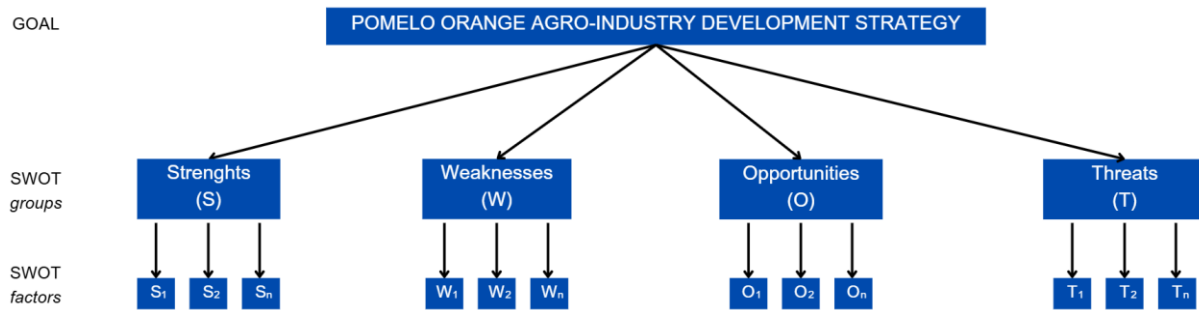 GOAL
POMELO ORANGE AGRO-INDUSTRY DEVELOPMENT STRATEGY
SWOT
groups
Strenghts
(S)
Weaknesses
(W)
Opportunities
(O)
Threats
(T)
SWOT
factors
S₁ S₂ Sₙ
W₁ W₂ Wₙ
O₁ O₂ Oₙ
T₁ T₂ Tₙ